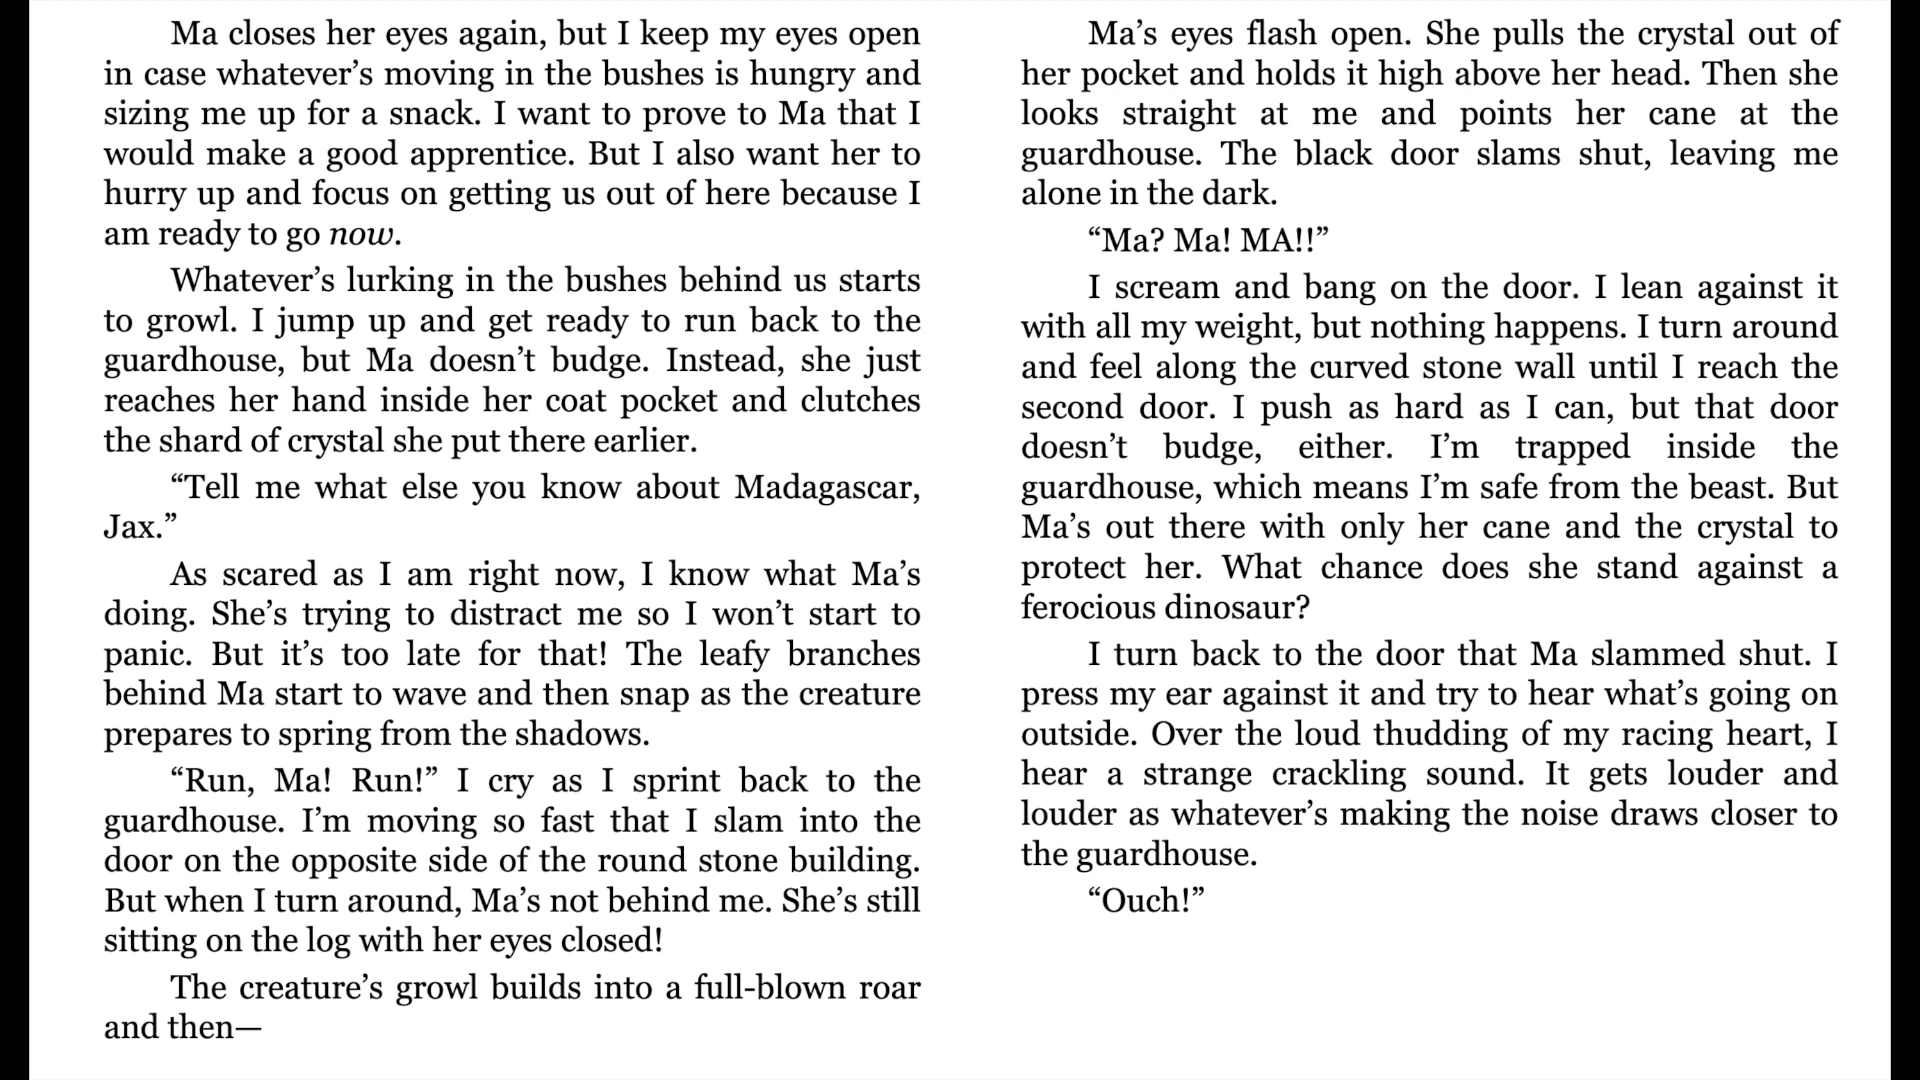 Ma closes her eyes again, but I keep my eyes open
in case whatever’s moving in the bushes is hungry and
sizing me up for a snack. I want to prove to Ma that I
would make a good apprentice. But I also want her to
hurry up and focus on getting us out of here because I
am ready to go now.
Whatever’s lurking in the bushes behind us starts
to growl. I jump up and get ready to run back to the
guardhouse, but Ma doesn’t budge. Instead, she just
reaches her hand inside her coat pocket and clutches
the shard of crystal she put there earlier.
“Tell me what else you know about Madagascar,
Jax.”
As scared as I am right now, I know what Ma’s
doing. She’s trying to distract me so I won’t start to
panic. But it’s too late for that! The leafy branches
behind Ma start to wave and then snap as the creature
prepares to spring from the shadows.
“Run, Ma! Run!” I cry as I sprint back to the
guardhouse. I’m moving so fast that I slam into the
door on the opposite side of the round stone building.
But when I turn around, Ma’s not behind me. She’s still
sitting on the log with her eyes closed!
The creature’s growl builds into a full-blown roar
and then—
Ma’s eyes flash open. She pulls the crystal out of
her pocket and holds it high above her head. Then she
looks straight at me and points her cane at the
guardhouse. The black door slams shut, leaving me
alone in the dark.
“Ma? Ma! MA!!”
I scream and bang on the door. I lean against it
with all my weight, but nothing happens. I turn around
and feel along the curved stone wall until I reach the
second door. I push as hard as I can, but that door
doesn’t budge, either. I’m trapped inside the
guardhouse, which means I’m safe from the beast. But
Ma’s out there with only her cane and the crystal to
protect her. What chance does she stand against a
ferocious dinosaur?
I turn back to the door that Ma slammed shut. I
press my ear against it and try to hear what’s going on
outside. Over the loud thudding of my racing heart, I
hear a strange crackling sound. It gets louder and
louder as whatever’s making the noise draws closer to
the guardhouse.
“Ouch!”